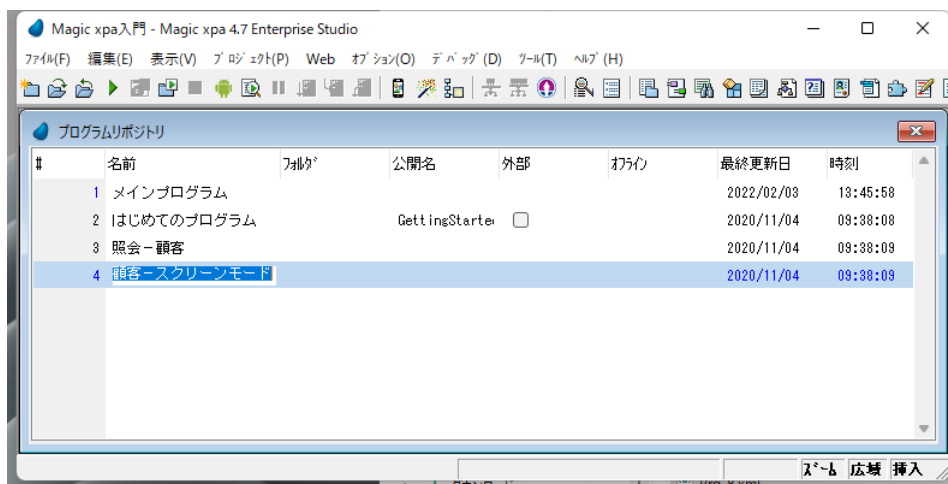 Magic xpa入門 - Magic xpa 4.7 Enterprise Studio
ﾌｧｲﾙ(F) 編集(E) 表示(V) ﾌﾟﾛｼﾞｪｸﾄ(P) Web ｵﾌﾟｼｮﾝ(O) ﾃﾞﾊﾞｯｸﾞ(D) ﾂｰﾙ(T) ﾍﾙﾌﾟ(H)
プログラムリポジトリ
# 名前 ﾌｫﾙﾀﾞ 公開名 外部 ｵﾌﾗｲﾝ 最終更新日 時刻
1 メインプログラム 2022/02/03 13:45:58
2 はじめてのプログラム GettingStarte 2020/11/04 09:38:08
3 照会－顧客 2020/11/04 09:38:09
4 顧客－スクリーンモード 2020/11/04 09:38:09
ｽﾞｰﾑ 広域 挿入